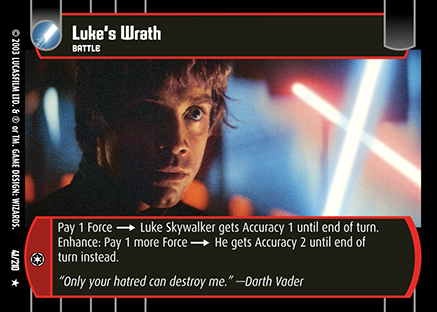 Luke's Wrath
BATTLE
Pay 1 Force → Luke Skywalker gets Accuracy 1 until end of turn.
Enhance: Pay 1 more Force → He gets Accuracy 2 until end of
turn instead.
"Only your hatred can destroy me." —Darth Vader
© 2003 LUCASFILM LTD. & ® or TM. GAME DESIGN: WIZARDS.